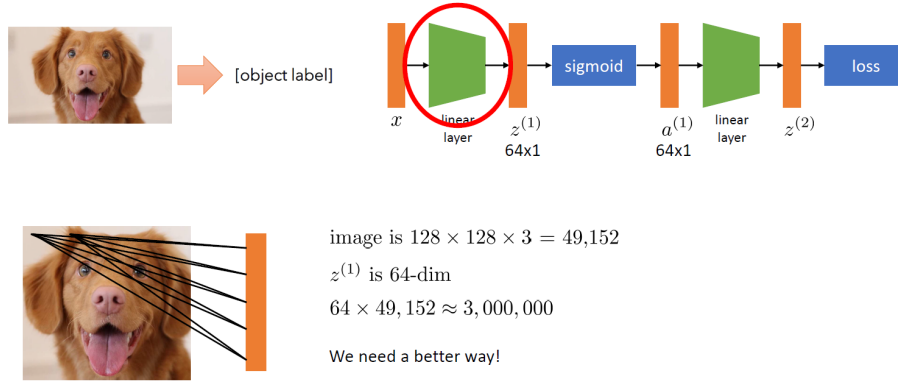 [object label]
sigmoid
loss
x
linear
layer
z^{(1)}
64x1
a^{(1)}
64x1
linear
layer
z^{(2)}
image is 128 × 128 × 3 = 49,152
z^{(1)} is 64-dim
64 × 49, 152 ≈ 3, 000, 000
We need a better way!